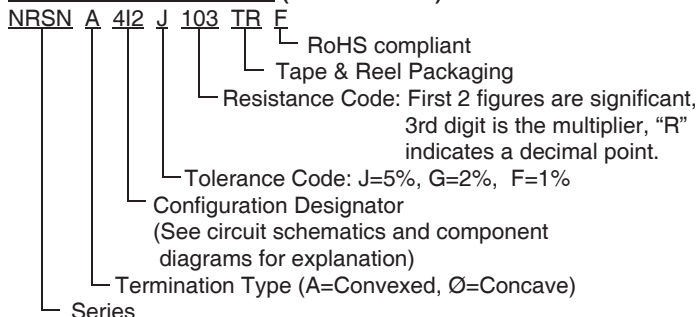 NRSN A 4I2 J 103 TR F
RoHS compliant
Tape & Reel Packaging
Resistance Code: First 2 figures are significant,
3rd digit is the multiplier, “R”
indicates a decimal point.
Tolerance Code: J=5%, G=2%, F=1%
Configuration Designator
(See circuit schematics and component
diagrams for explanation)
Termination Type (A=Convexed, Ø=Concave)
Series